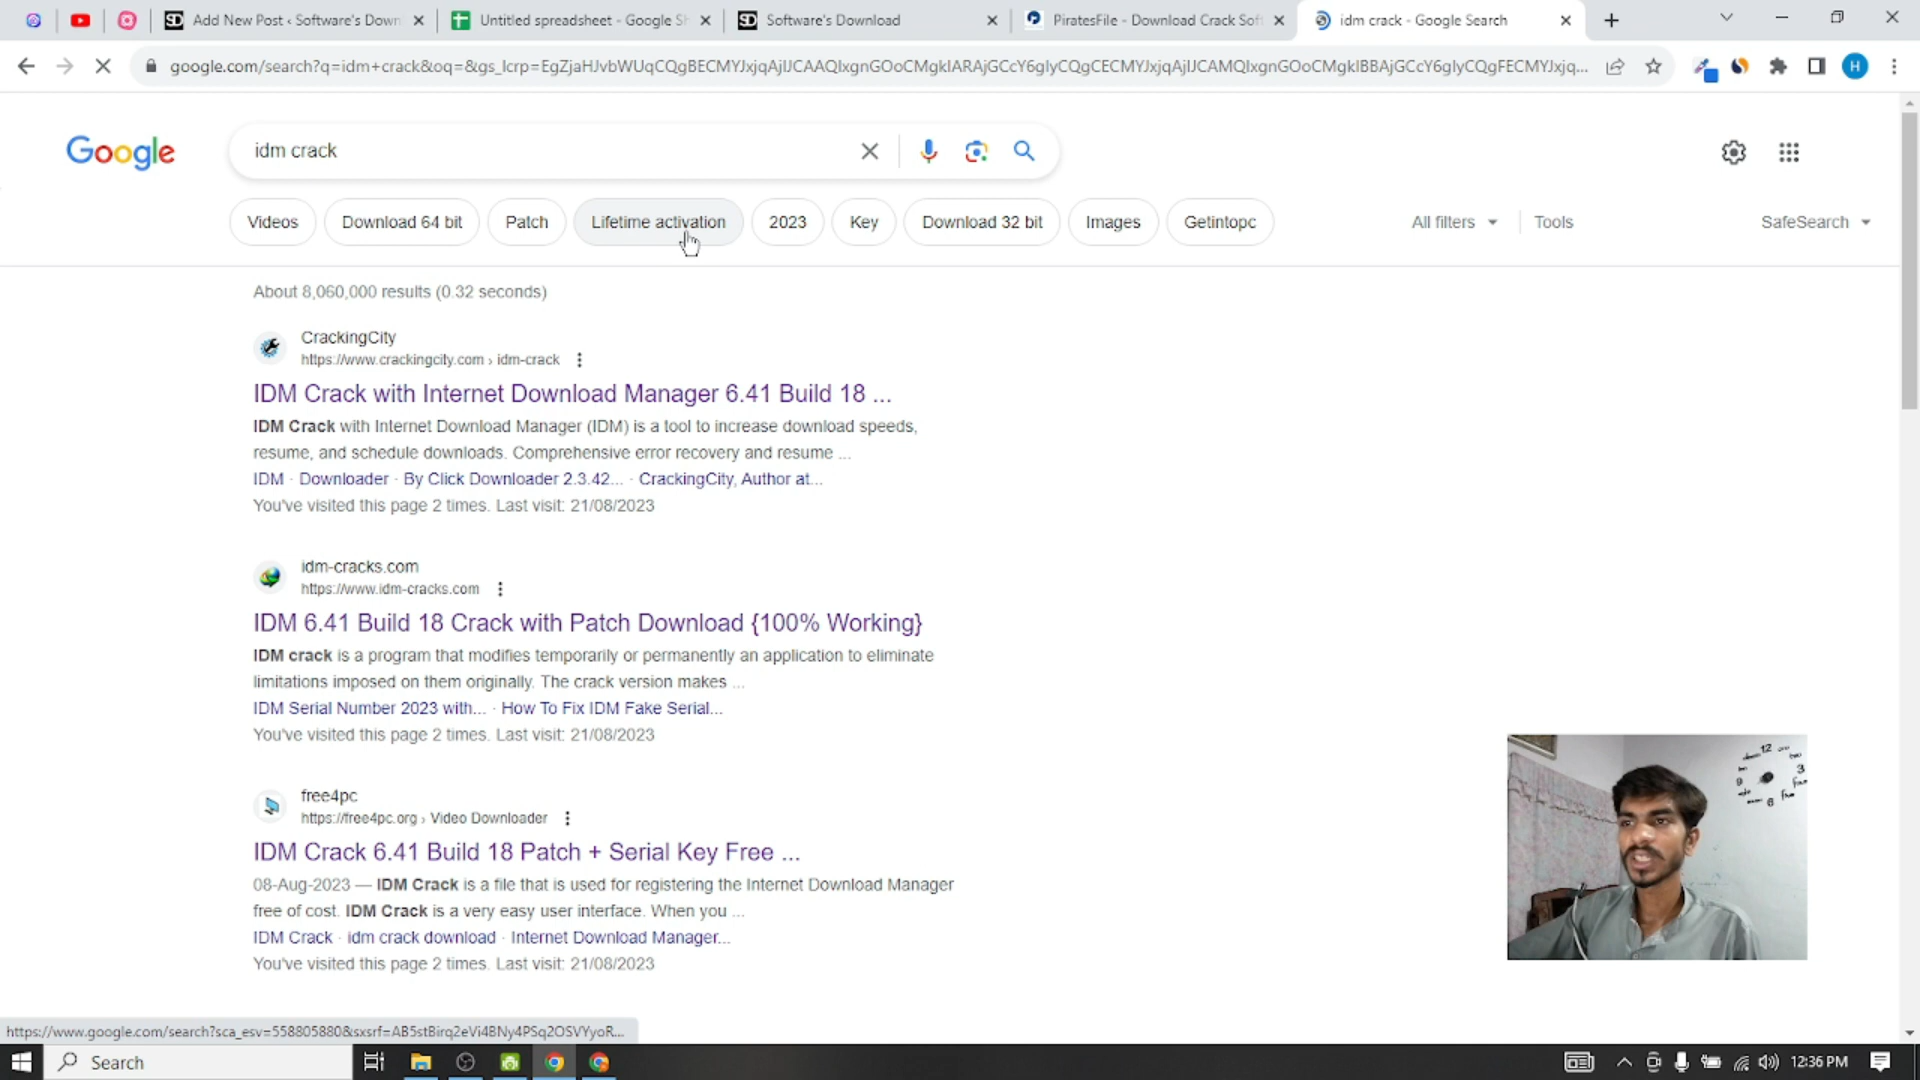 Add New Post ‹ Software's Down
Untitled spreadsheet - Google Sh
Software's Download
PiratesFile - Download Crack Sof
idm crack - Google Search
google.com/search?q=idm+crack&oq=&gs_lcrp=EgZjaHJvbWUqCQgBECMYJxjqAjIJCAAQIxgnGOoCMgkIARAjGCcY6gIyCQgCECMYJxjqAjIJCAMQIxgnGOoCMgkIBBAjGCcY6gIyCQgFECMYJxjq...
H
Google
idm crack
Videos
Download 64 bit
Patch
Lifetime activation
2023
Key
Download 32 bit
Images
Getintopc
All filters
Tools
SafeSearch
About 8,060,000 results (0.32 seconds)
CrackingCity
https://www.crackingcity.com › idm-crack
IDM Crack with Internet Download Manager 6.41 Build 18 ...
IDM Crack with Internet Download Manager (IDM) is a tool to increase download speeds,
resume, and schedule downloads. Comprehensive error recovery and resume ...
IDM · Downloader · By Click Downloader 2.3.42... · CrackingCity, Author at...
You've visited this page 2 times. Last visit: 21/08/2023
idm-cracks.com
https://www.idm-cracks.com
IDM 6.41 Build 18 Crack with Patch Download {100% Working}
IDM crack is a program that modifies temporarily or permanently an application to eliminate
limitations imposed on them originally. The crack version makes ...
IDM Serial Number 2023 with... · How To Fix IDM Fake Serial...
You've visited this page 2 times. Last visit: 21/08/2023
free4pc
https://free4pc.org › Video Downloader
IDM Crack 6.41 Build 18 Patch + Serial Key Free ...
08-Aug-2023 — IDM Crack is a file that is used for registering the Internet Download Manager
free of cost. IDM Crack is a very easy user interface. When you ...
IDM Crack · idm crack download · Internet Download Manager...
You've visited this page 2 times. Last visit: 21/08/2023
https://www.google.com/search?sca_esv=558805880&sxsrf=AB5stBirq2eVi4BNy4PSq2OSVYyoR...
Search
12:36 PM